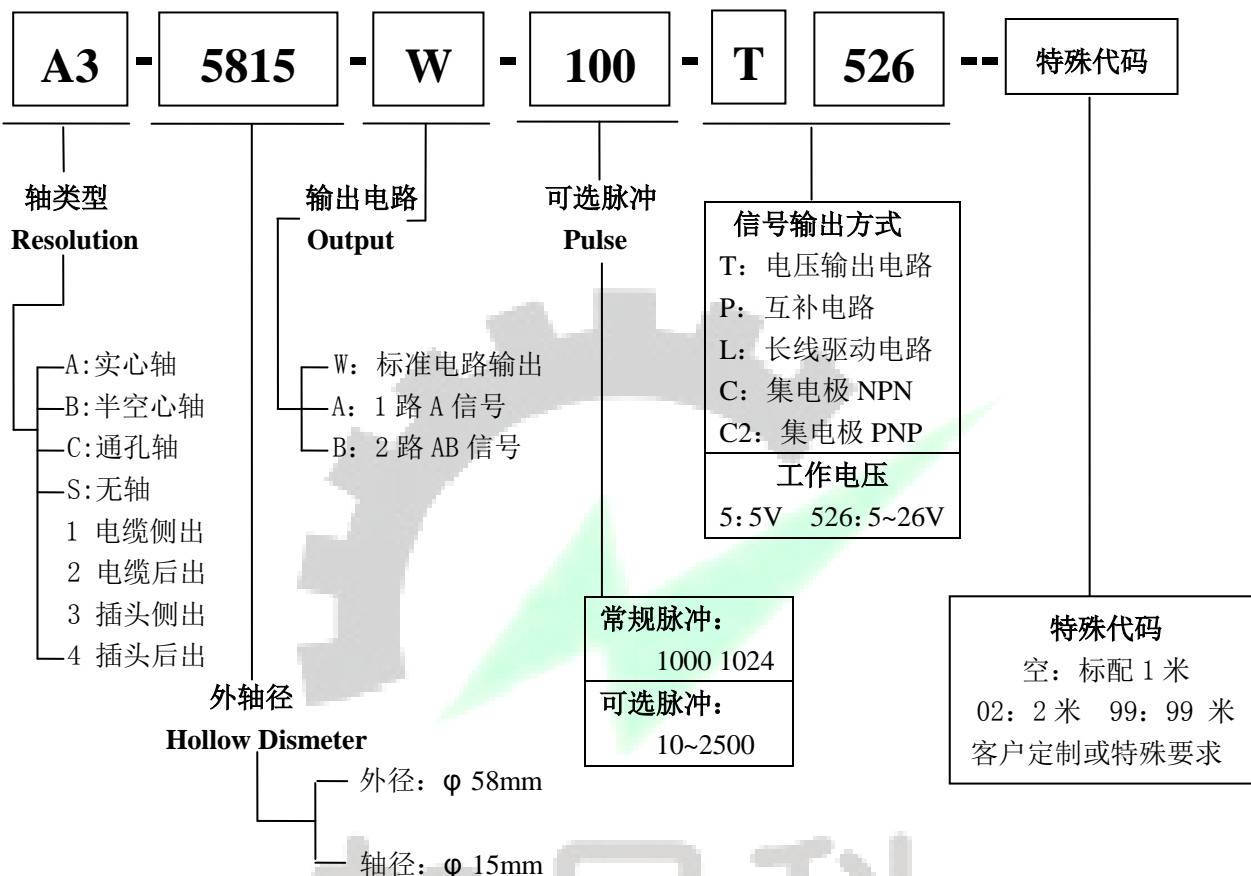 A3 - 5815 - W - 100 - T 526 -- 特殊代码
轴类型
Resolution
A:实心轴
B:半空心轴
C:通孔轴
S:无轴
1 电缆侧出
2 电缆后出
3 插头侧出
4 插头后出
外轴径
Hollow Dismeter
外径：φ 58mm
轴径：φ 15mm
输出电路
Output
W：标准电路输出
A：1 路 A 信号
B：2 路 AB 信号
可选脉冲
Pulse
常规脉冲：
1000 1024
可选脉冲：
10~2500
信号输出方式
T：电压输出电路
P：互补电路
L：长线驱动电路
C：集电极 NPN
C2：集电极 PNP
工作电压
5：5V 526：5~26V
特殊代码
空：标配 1 米
02：2 米 99：99 米
客户定制或特殊要求